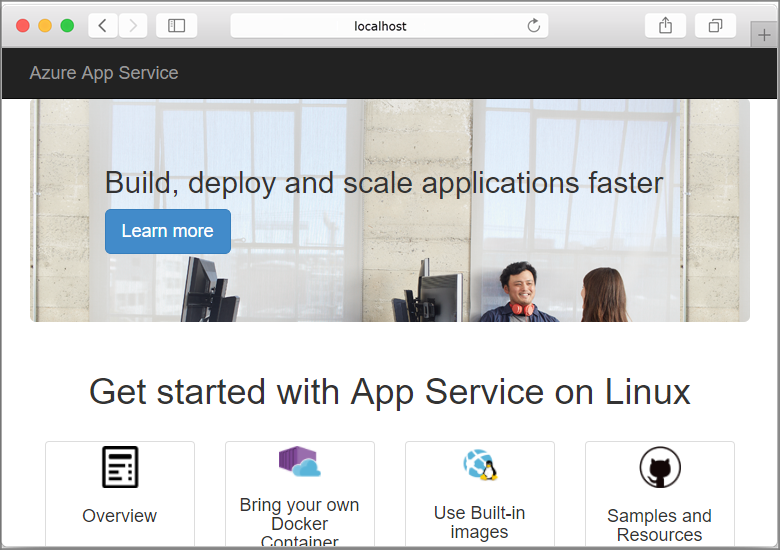 localhost
Azure App Service
Build, deploy and scale applications faster
Learn more
Get started with App Service on Linux
Overview
Bring your own
Docker
Container
Use Built-in
images
Samples and
Resources